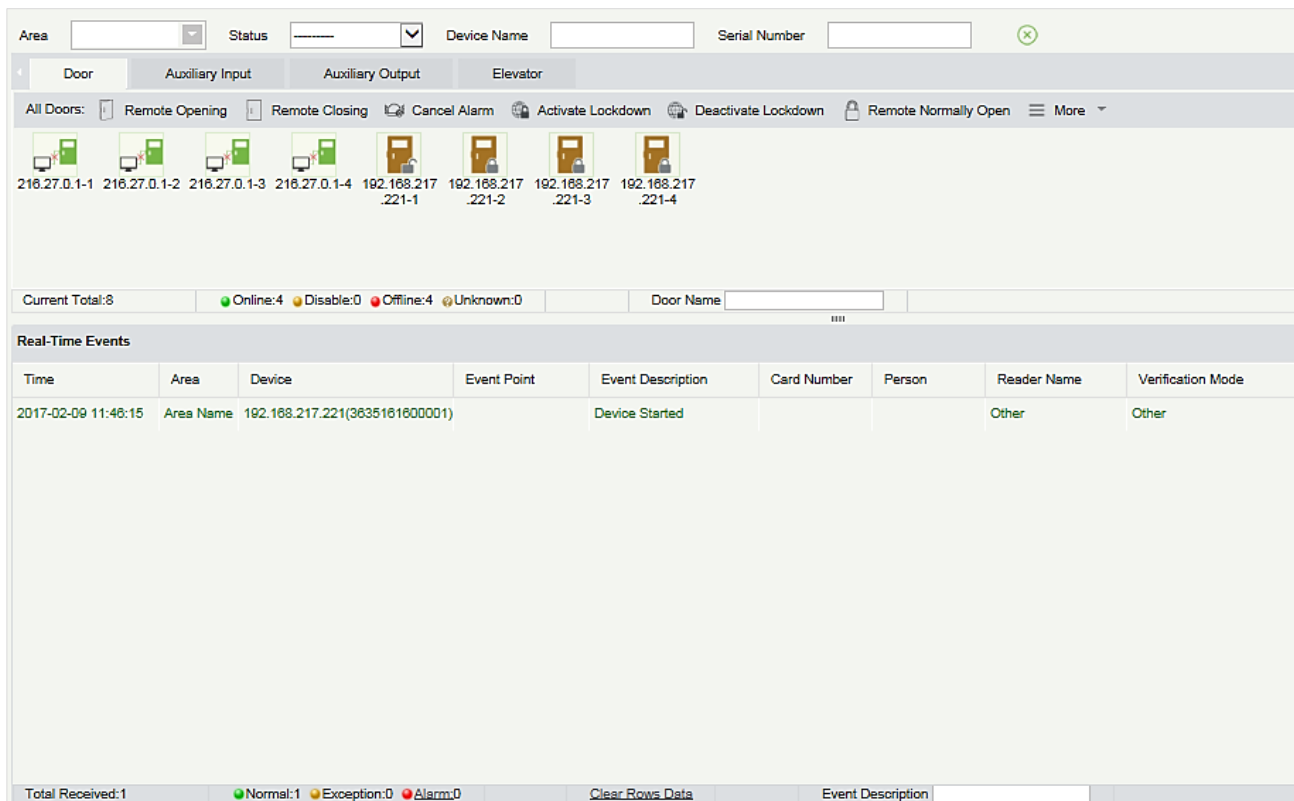 Area Status --------- Device Name Serial Number
Door Auxiliary Input Auxiliary Output Elevator
All Doors: Remote Opening Remote Closing Cancel Alarm Activate Lockdown Deactivate Lockdown Remote Normally Open More
216.27.0.1-1 216.27.0.1-2 216.27.0.1-3 216.27.0.1-4 192.168.217 192.168.217 192.168.217 192.168.217
.221-1 .221-2 .221-3 .221-4
Current Total:8 Online:4 Disable:0 Offline:4 Unknown:0 Door Name
Real-Time Events
Time Area Device Event Point Event Description Card Number Person Reader Name Verification Mode
2017-02-09 11:46:15 Area Name 192.168.217.221(3635161600001) Device Started Other Other
Total Received:1 Normal:1 Exception:0 Alarm:0 Clear Rows Data Event Description